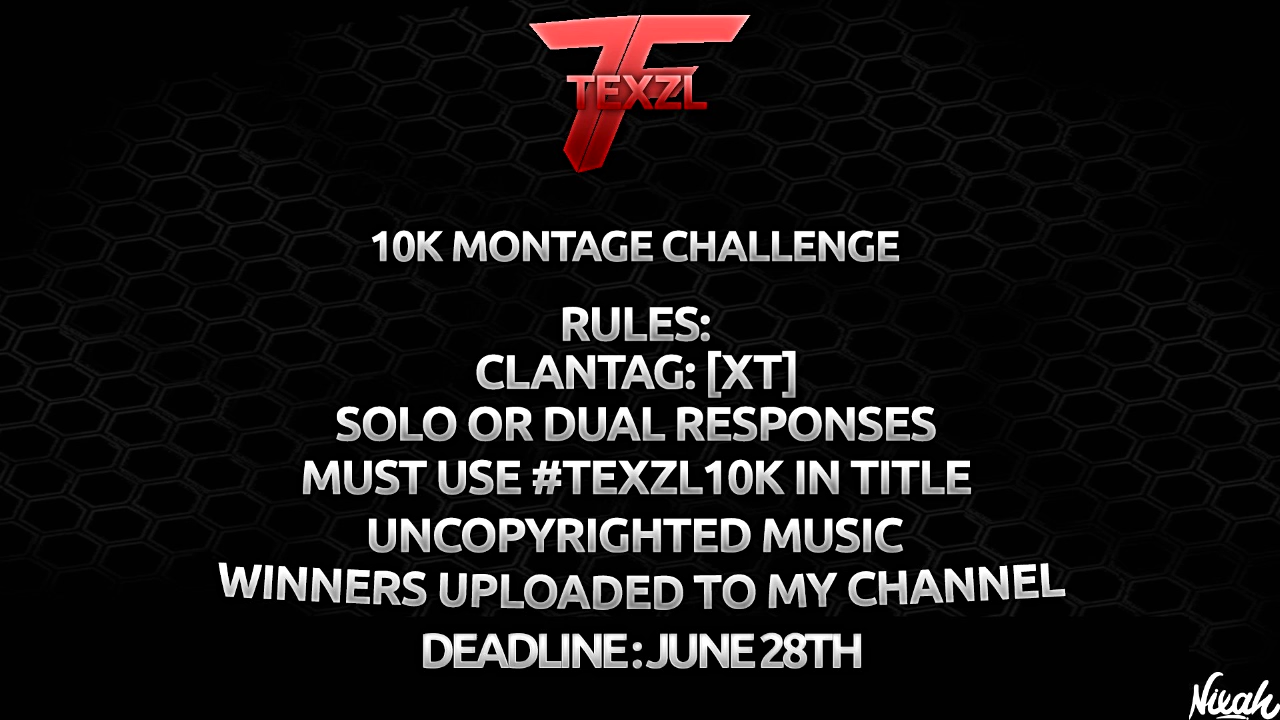 TEXZL
10K MONTAGE CHALLENGE
RULES:
CLANTAG: [XT]
SOLO OR DUAL RESPONSES
MUST USE #TEXZL10K IN TITLE
UNCOPYRIGHTED MUSIC
WINNERS UPLOADED TO MY CHANNEL
DEADLINE : JUNE 28TH